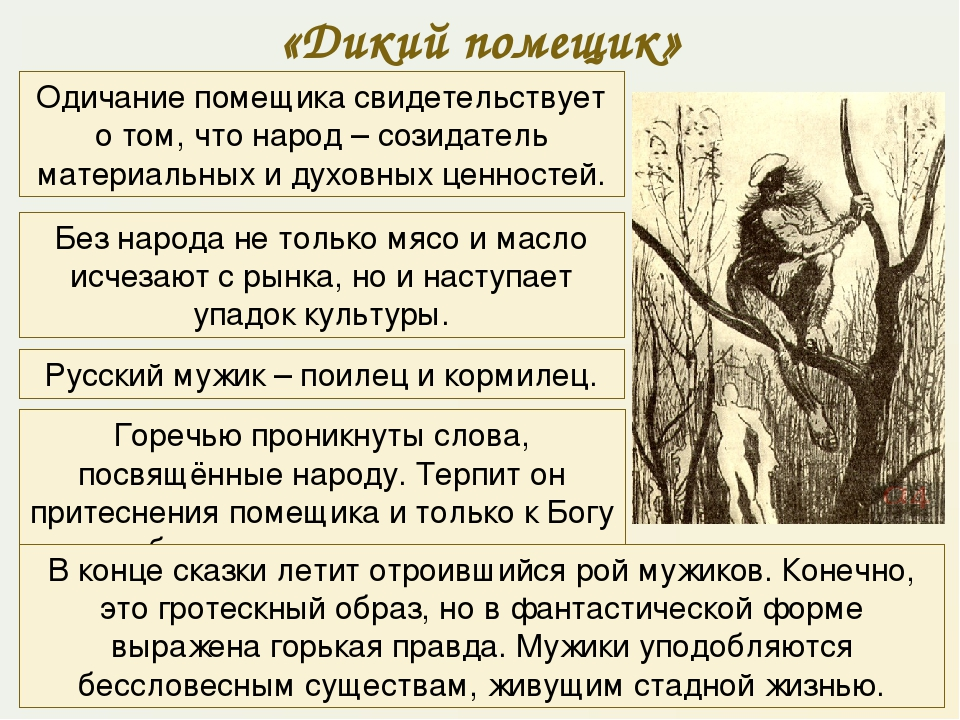 «Дикий помещик»
Одичание помещика свидетельствует
о том, что народ – созидатель
материальных и духовных ценностей.
Без народа не только мясо и масло
исчезают с рынка, но и наступает
упадок культуры.
Русский мужик – поилец и кормилец.
Горечью проникнуты слова,
посвящённые народу. Терпит он
притеснения помещика и только к Богу
В конце сказки летит отроившийся рой мужиков. Конечно,
это гротескный образ, но в фантастической форме
выражена горькая правда. Мужики уподобляются
бессловесным существам, живущим стадной жизнью.